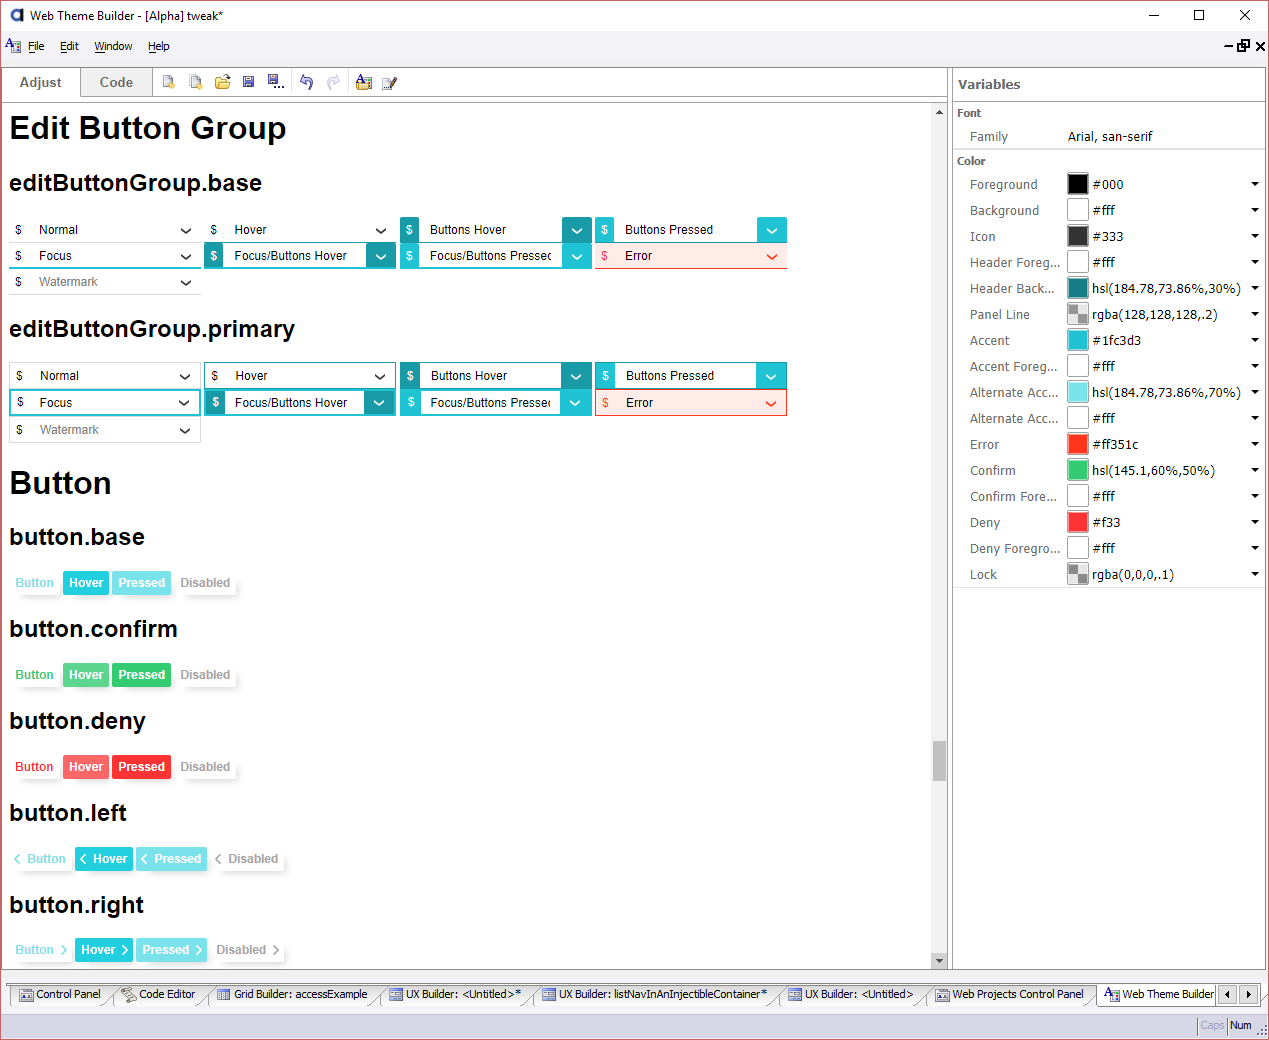 Web Theme Builder - [Alpha] tweak*
File Edit Window Help
Adjust Code
Edit Button Group
editButtonGroup.base
$ Normal $ Hover $ Buttons Hover $ Buttons Pressed
$ Focus $ Focus/Buttons Hover $ Focus/Buttons Pressed $ Error
$ Watermark
editButtonGroup.primary
$ Normal $ Hover $ Buttons Hover $ Buttons Pressed
$ Focus $ Focus/Buttons Hover $ Focus/Buttons Pressed $ Error
$ Watermark
Button
button.base
Button Hover Pressed Disabled
button.confirm
Button Hover Pressed Disabled
button.deny
Button Hover Pressed Disabled
button.left
Button Hover Pressed Disabled
button.right
Button Hover Pressed Disabled
Variables
Font
Family Arial, san-serif
Color
Foreground #000
Background #fff
Icon #333
Header Foreg... #fff
Header Back... hsl(184.78,73.86%,30%)
Panel Line rgba(128,128,128,.2)
Accent #1fc3d3
Accent Foreg... #fff
Alternate Acc... hsl(184.78,73.86%,70%)
Alternate Acc... #fff
Error #ff351c
Confirm hsl(145.1,60%,50%)
Confirm Fore... #fff
Deny #f33
Deny Foregro... #fff
Lock rgba(0,0,0,.1)
Control Panel Code Editor Grid Builder: accessExample UX Builder: <Untitled>* UX Builder: listNavInAnInjectibleContainer* UX Builder: <Untitled> Web Projects Control Panel Web Theme Builder
Caps Num